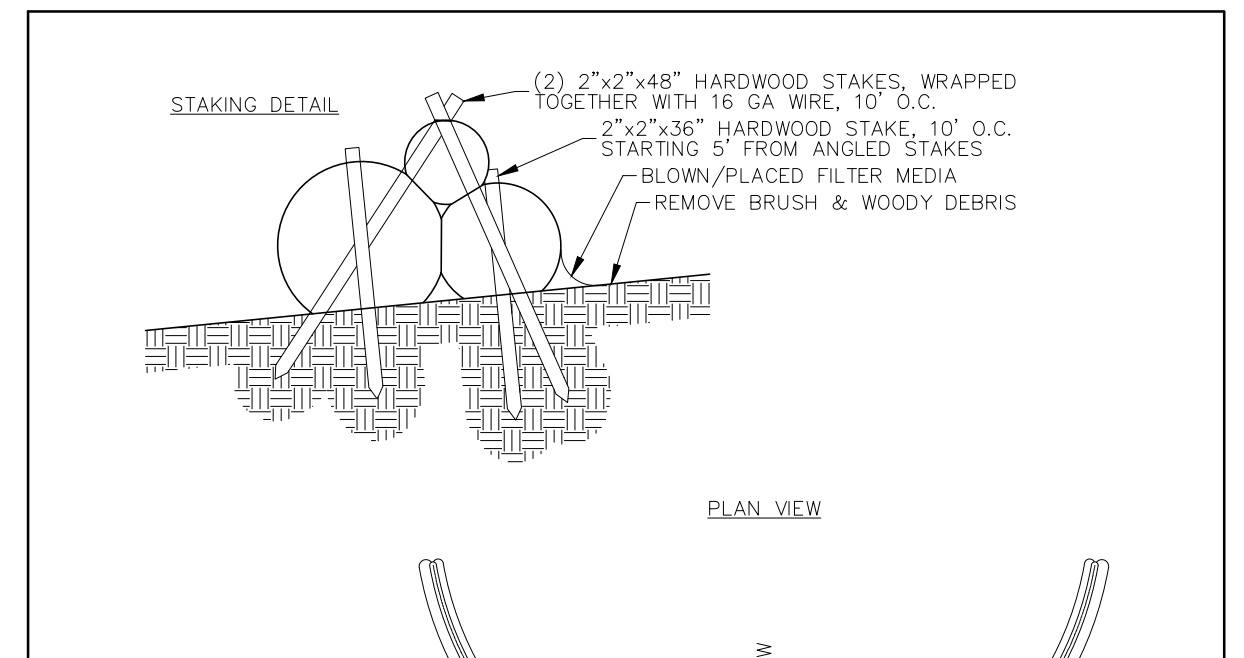 STAKING DETAIL
(2) 2"x2"x48" HARDWOOD STAKES, WRAPPED
TOGETHER WITH 16 GA WIRE, 10' O.C.
2"x2"x36" HARDWOOD STAKE, 10' O.C.
STARTING 5' FROM ANGLED STAKES
BLOWN/PLACED FILTER MEDIA
REMOVE BRUSH & WOODY DEBRIS
PLAN VIEW
W